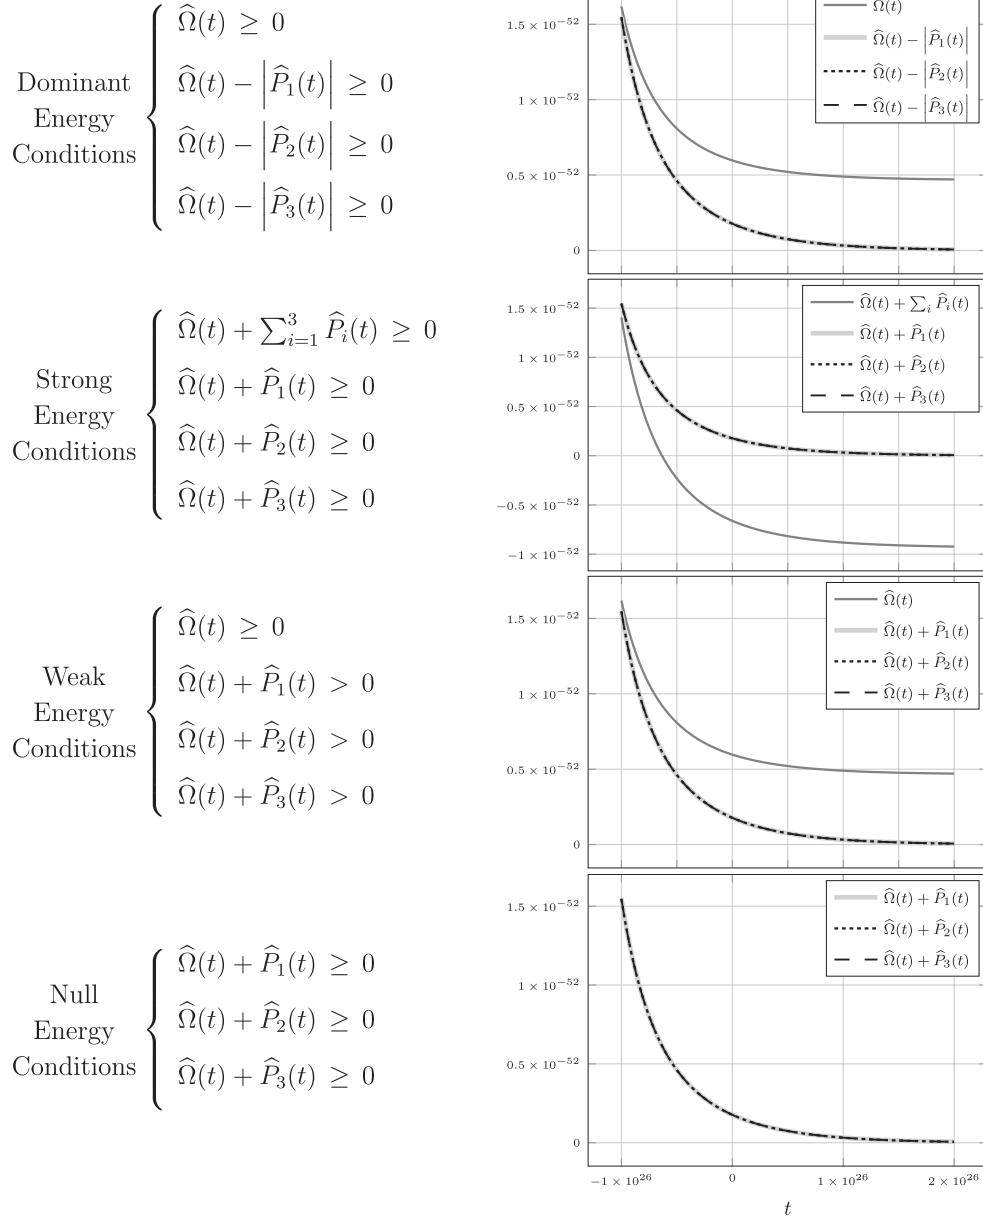 Dominant
Energy
Conditions
Ω̂(t) ≥ 0
Ω̂(t) − |P̂₁(t)| ≥ 0
Ω̂(t) − |P̂₂(t)| ≥ 0
Ω̂(t) − |P̂₃(t)| ≥ 0
1.5 × 10⁻⁵²
1 × 10⁻⁵²
0.5 × 10⁻⁵²
0
Ω̂(t)
Ω̂(t) − |P̂₁(t)|
Ω̂(t) − |P̂₂(t)|
Ω̂(t) − |P̂₃(t)|
Strong
Energy
Conditions
Ω̂(t) + ∑³ᵢ₌₁ P̂ᵢ(t) ≥ 0
Ω̂(t) + P̂₁(t) ≥ 0
Ω̂(t) + P̂₂(t) ≥ 0
Ω̂(t) + P̂₃(t) ≥ 0
1.5 × 10⁻⁵²
1 × 10⁻⁵²
0.5 × 10⁻⁵²
0
−0.5 × 10⁻⁵²
−1 × 10⁻⁵²
Ω̂(t) + ∑ᵢ P̂ᵢ(t)
Ω̂(t) + P̂₁(t)
Ω̂(t) + P̂₂(t)
Ω̂(t) + P̂₃(t)
Weak
Energy
Conditions
Ω̂(t) ≥ 0
Ω̂(t) + P̂₁(t) > 0
Ω̂(t) + P̂₂(t) > 0
Ω̂(t) + P̂₃(t) > 0
1.5 × 10⁻⁵²
1 × 10⁻⁵²
0.5 × 10⁻⁵²
0
Ω̂(t)
Ω̂(t) + P̂₁(t)
Ω̂(t) + P̂₂(t)
Ω̂(t) + P̂₃(t)
Null
Energy
Conditions
Ω̂(t) + P̂₁(t) ≥ 0
Ω̂(t) + P̂₂(t) ≥ 0
Ω̂(t) + P̂₃(t) ≥ 0
1.5 × 10⁻⁵²
1 × 10⁻⁵²
0.5 × 10⁻⁵²
0
Ω̂(t) + P̂₁(t)
Ω̂(t) + P̂₂(t)
Ω̂(t) + P̂₃(t)
−1 × 10²⁶
0
1 × 10²⁶
2 × 10²⁶
t